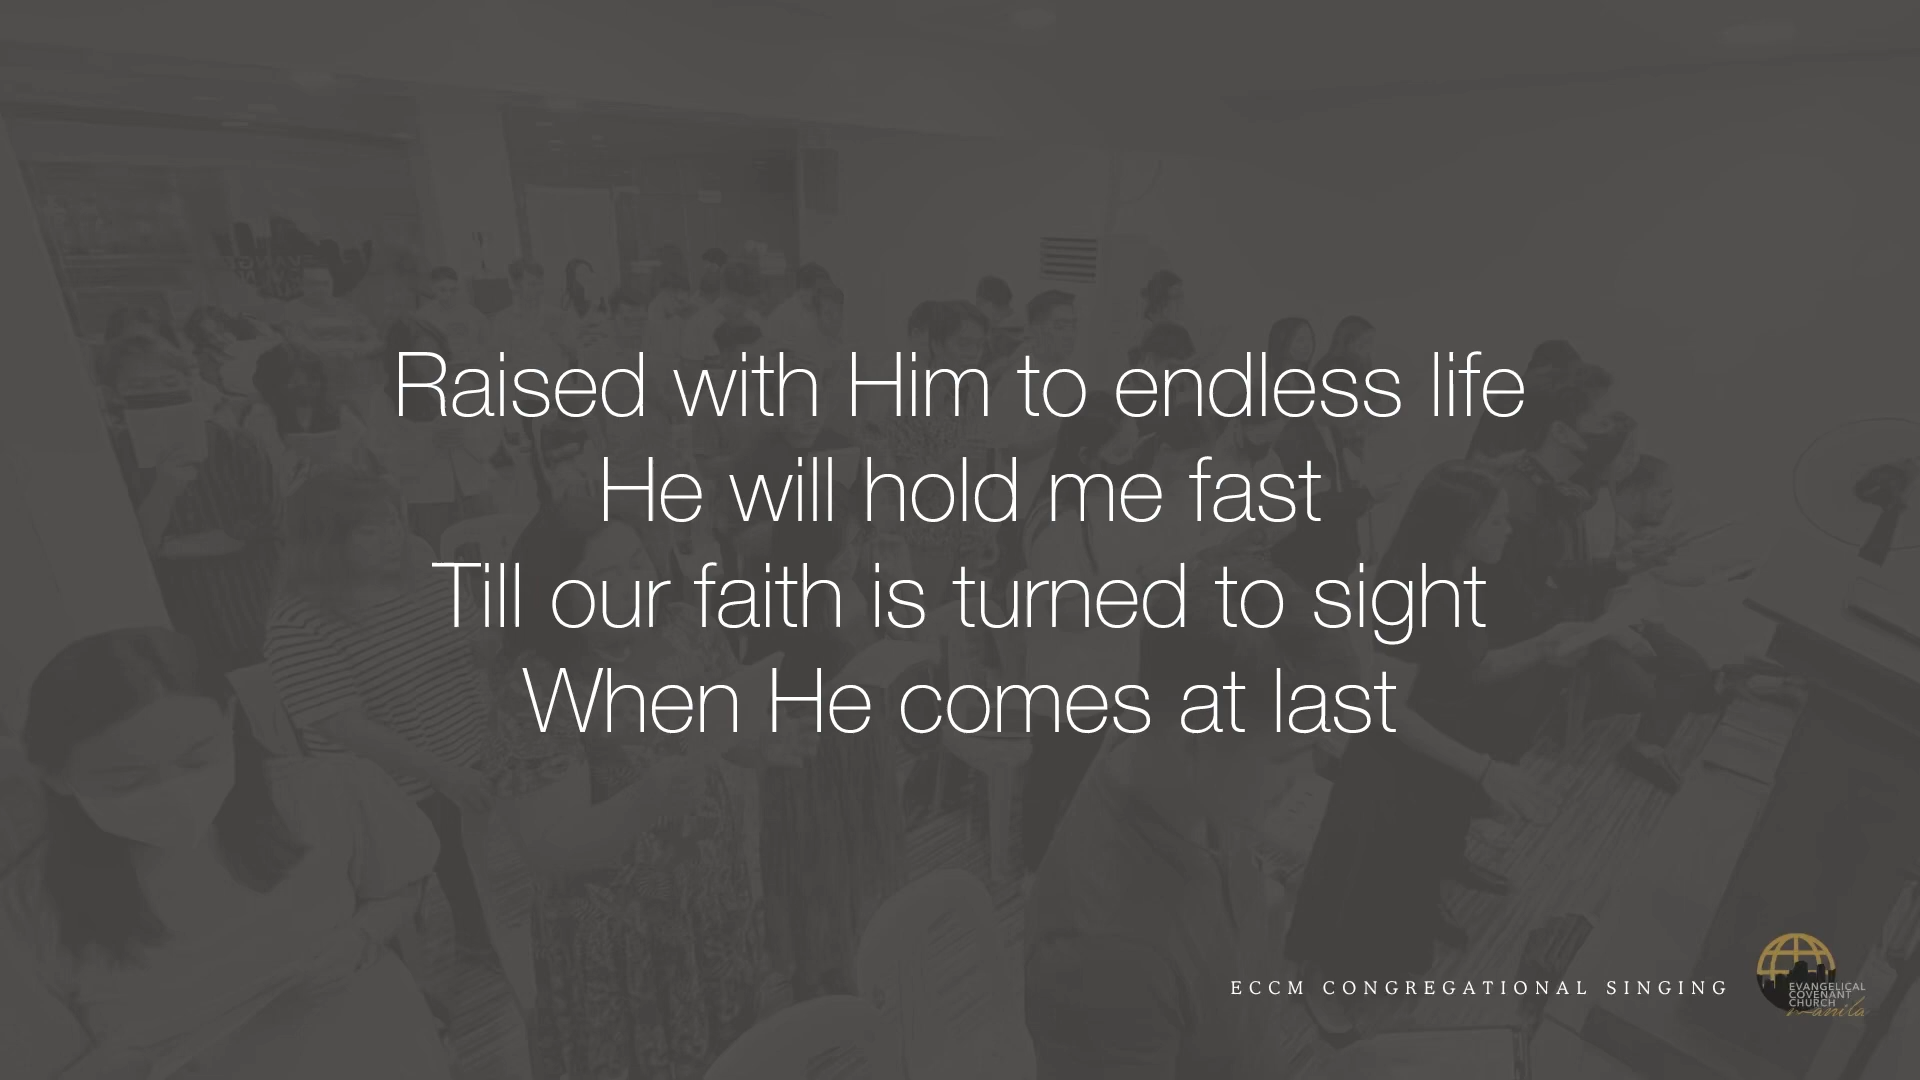 Raised with Him to endless life
He will hold me fast
Till our faith is turned to sight
When He comes at last
ECCM CONGREGATIONAL SINGING
EVANGELICAL
COVENANT
CHURCH
manila